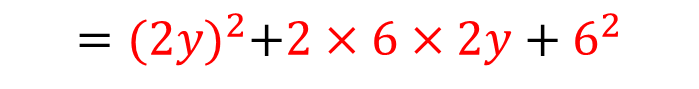 = (2y)²+2 × 6 × 2y + 6²